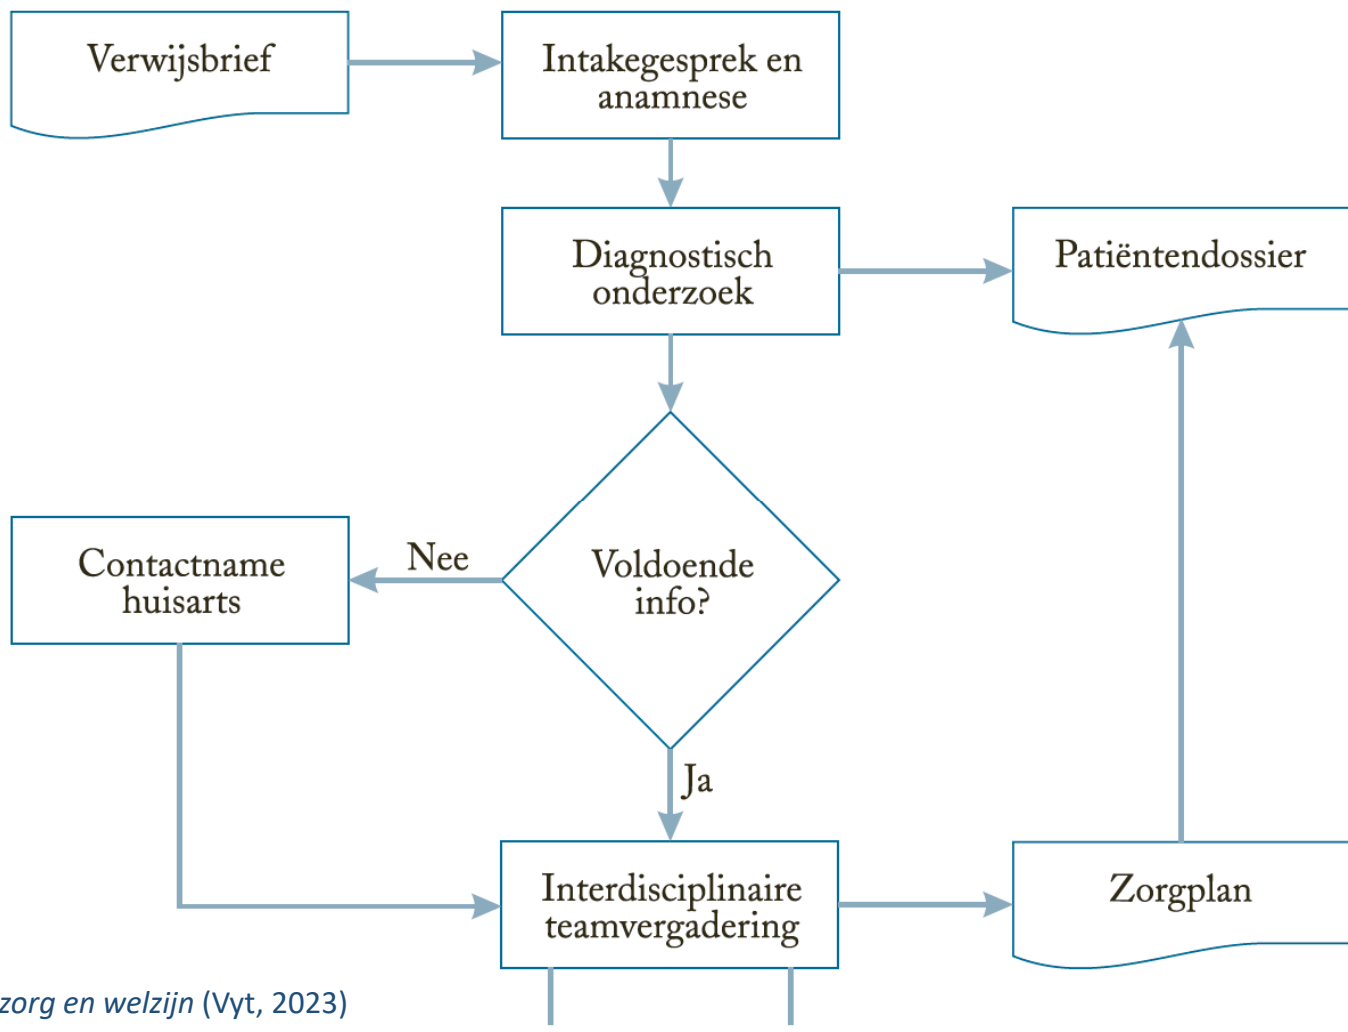 Verwijsbrief
Intakegesprek en
anamnese
Diagnostisch
onderzoek
Patiëntendossier
Contactname
huisarts
Nee
Voldoende
info?
Ja
Interdisciplinaire
teamvergadering
Zorgplan
zorg en welzijn (Vyt, 2023)